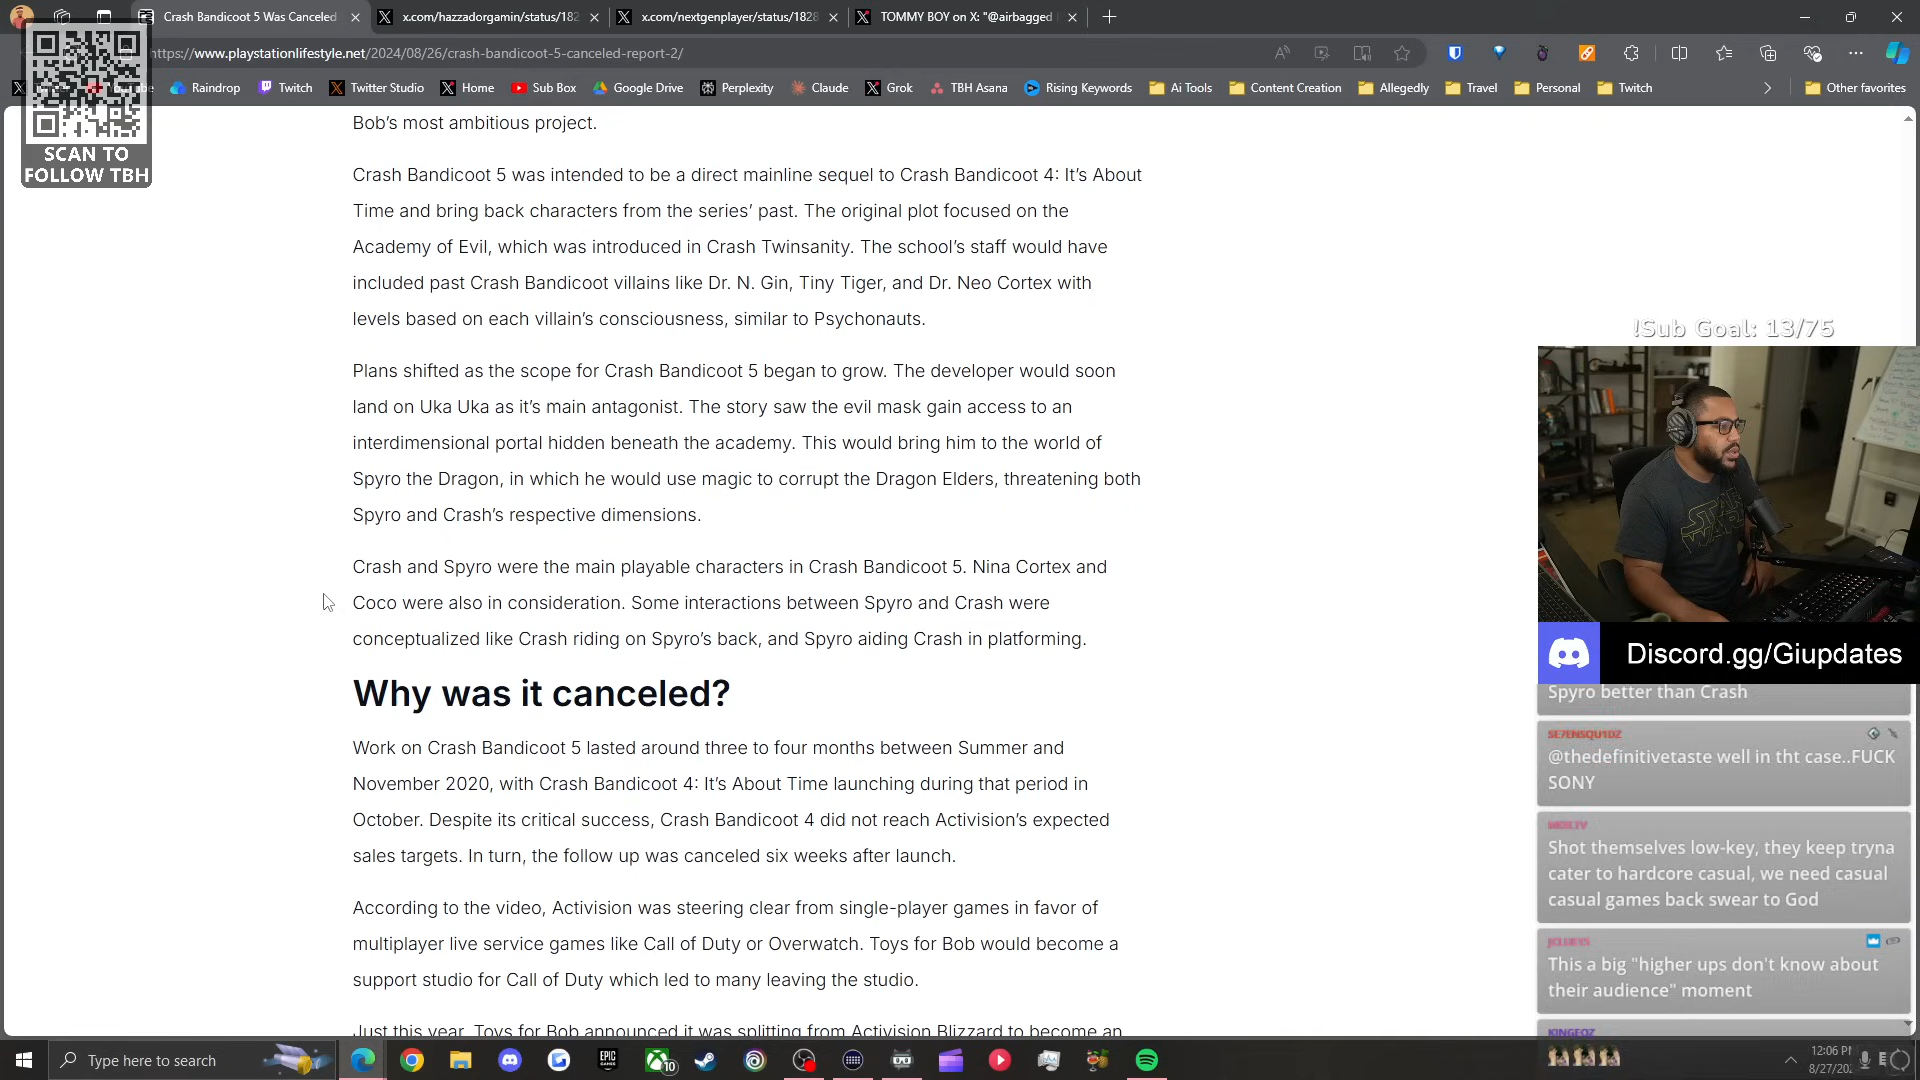 Crash Bandicoot 5 Was Canceled
x.com/hazzadorgamin/status/182
x.com/nextgenplayer/status/1828
TOMMY BOY on X: "@airbagged
https://www.playstationlifestyle.net/2024/08/26/crash-bandicoot-5-canceled-report-2/
Raindrop
Twitch
Twitter Studio
Home
Sub Box
Google Drive
Perplexity
Claude
Grok
TBH Asana
Rising Keywords
Ai Tools
Content Creation
Allegedly
Travel
Personal
Twitch
Other favorites
SCAN TO
FOLLOW TBH
Bob's most ambitious project.
Crash Bandicoot 5 was intended to be a direct mainline sequel to Crash Bandicoot 4: It's About
Time and bring back characters from the series' past. The original plot focused on the
Academy of Evil, which was introduced in Crash Twinsanity. The school's staff would have
included past Crash Bandicoot villains like Dr. N. Gin, Tiny Tiger, and Dr. Neo Cortex with
levels based on each villain's consciousness, similar to Psychonauts.
Plans shifted as the scope for Crash Bandicoot 5 began to grow. The developer would soon
land on Uka Uka as it's main antagonist. The story saw the evil mask gain access to an
interdimensional portal hidden beneath the academy. This would bring him to the world of
Spyro the Dragon, in which he would use magic to corrupt the Dragon Elders, threatening both
Spyro and Crash's respective dimensions.
Crash and Spyro were the main playable characters in Crash Bandicoot 5. Nina Cortex and
Coco were also in consideration. Some interactions between Spyro and Crash were
conceptualized like Crash riding on Spyro's back, and Spyro aiding Crash in platforming.
Why was it canceled?
Work on Crash Bandicoot 5 lasted around three to four months between Summer and
November 2020, with Crash Bandicoot 4: It's About Time launching during that period in
October. Despite its critical success, Crash Bandicoot 4 did not reach Activision's expected
sales targets. In turn, the follow up was canceled six weeks after launch.
According to the video, Activision was steering clear from single-player games in favor of
multiplayer live service games like Call of Duty or Overwatch. Toys for Bob would become a
support studio for Call of Duty which led to many leaving the studio.
Just this year, Toys for Bob announced it was splitting from Activision Blizzard to become an
!Sub Goal: 13/75
STAR
WARS
Discord.gg/Giupdates
Spyro better than Crash
SE7ENSQU1DZ
@thedefinitivetaste well in tht case..FUCK
SONY
Shot themselves low-key, they keep tryna
cater to hardcore casual, we need casual
casual games back swear to God
This a big "higher ups don't know about
their audience" moment
KINGEOZ
Type here to search
EPIC
GAMES
10
12:06 PM
8/27/202